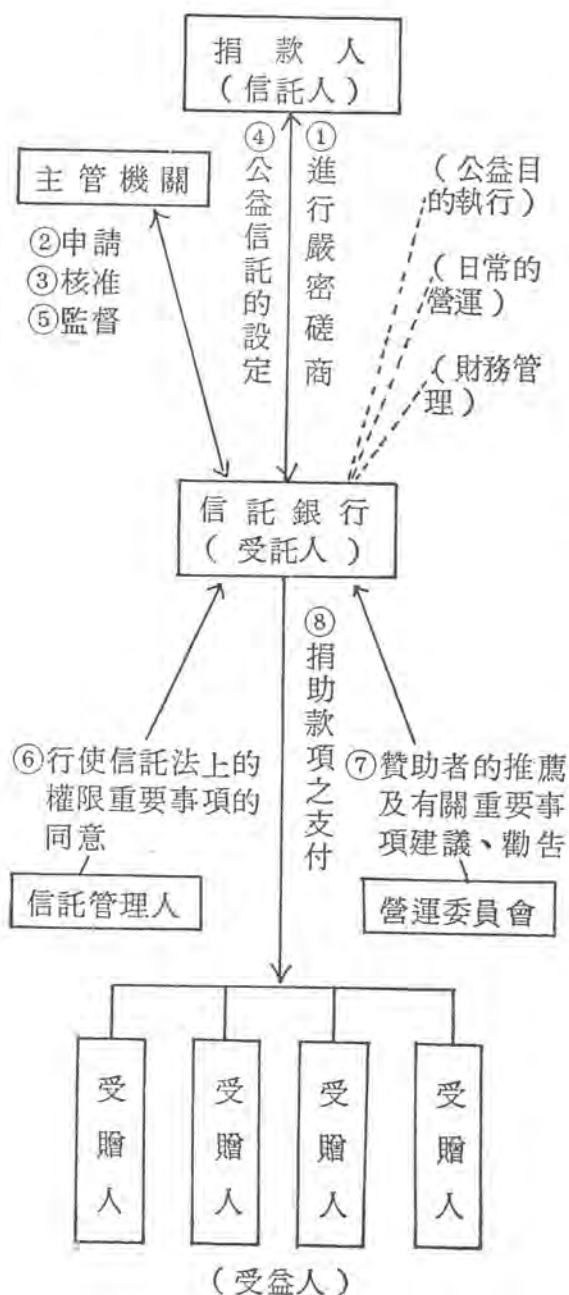 捐款人
（信託人）
主管機關
②申請
③核准
⑤監督
④公益信託的設定
①進行嚴密磋商
（公益目
的執行）
（日常的
營運）
（財務管
理）
信託銀行
（受託人）
⑧捐助款項之支付
⑥行使信託法上的
權限重要事項的
同意
信託管理人
⑦贊助者的推薦
及有關重要事
項建議、勸告
營運委員會
受贈人
受贈人
受贈人
受贈人
（受益人）